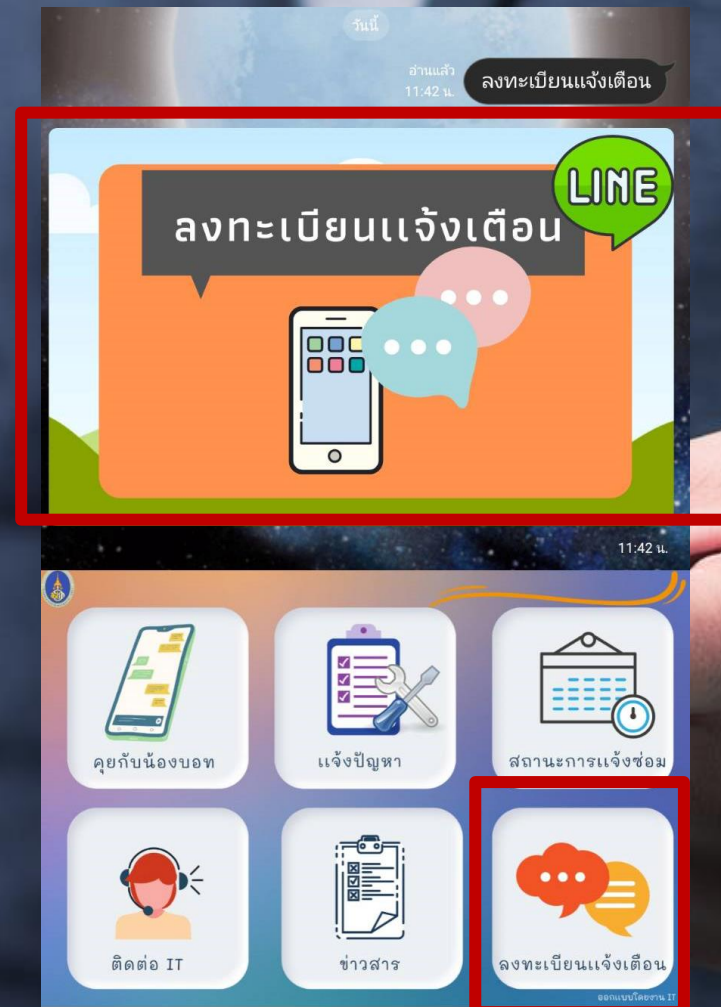 วันนี้
อ่านแล้ว
11:42 น.
ลงทะเบียนแจ้งเตือน
LINE
ลงทะเบียนแจ้งเตือน
11:42 น.
คุยกับน้องบอท
แจ้งปัญหา
สถานะการแจ้งซ่อม
ติดต่อ IT
ข่าวสาร
ลงทะเบียนแจ้งเตือน
ออกแบบโดยงาน IT